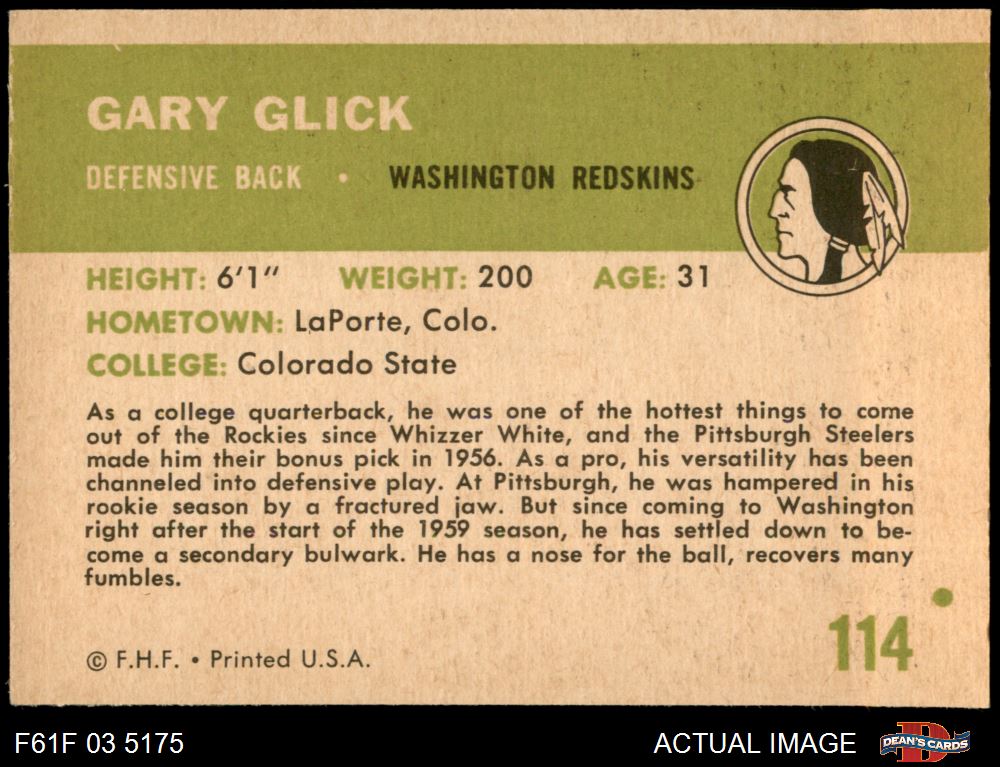 GARY GLICK
DEFENSIVE BACK • WASHINGTON REDSKINS
HEIGHT: 6'1" WEIGHT: 200 AGE: 31
HOMETOWN: LaPorte, Colo.
COLLEGE: Colorado State
As a college quarterback, he was one of the hottest things to come
out of the Rockies since Whizzer White, and the Pittsburgh Steelers
made him their bonus pick in 1956. As a pro, his versatility has been
channeled into defensive play. At Pittsburgh, he was hampered in his
rookie season by a fractured jaw. But since coming to Washington
right after the start of the 1959 season, he has settled down to be-
come a secondary bulwark. He has a nose for the ball, recovers many
fumbles.
114
© F.H.F. • Printed U.S.A.
F61F 03 5175
ACTUAL IMAGE
DEAN'S CARDS